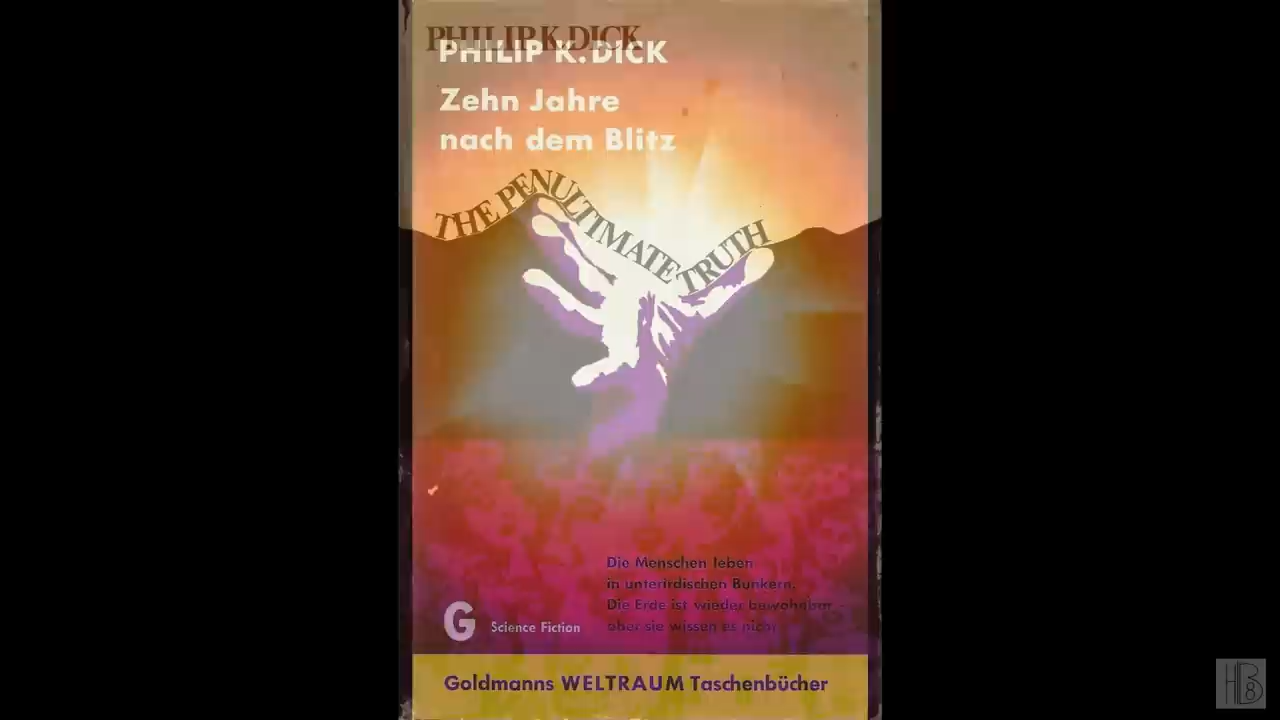 PHILIP K. DICK
PHILIP K. DICK
Zehn Jahre
nach dem Blitz
THE PENULTIMATE TRUTH
Die Menschen leben
in unterirdischen Bunkern.
Die Erde ist wieder bewohnbar -
aber sie wissen es nicht
G Science Fiction
Goldmanns WELTRAUM Taschenbücher
HB8